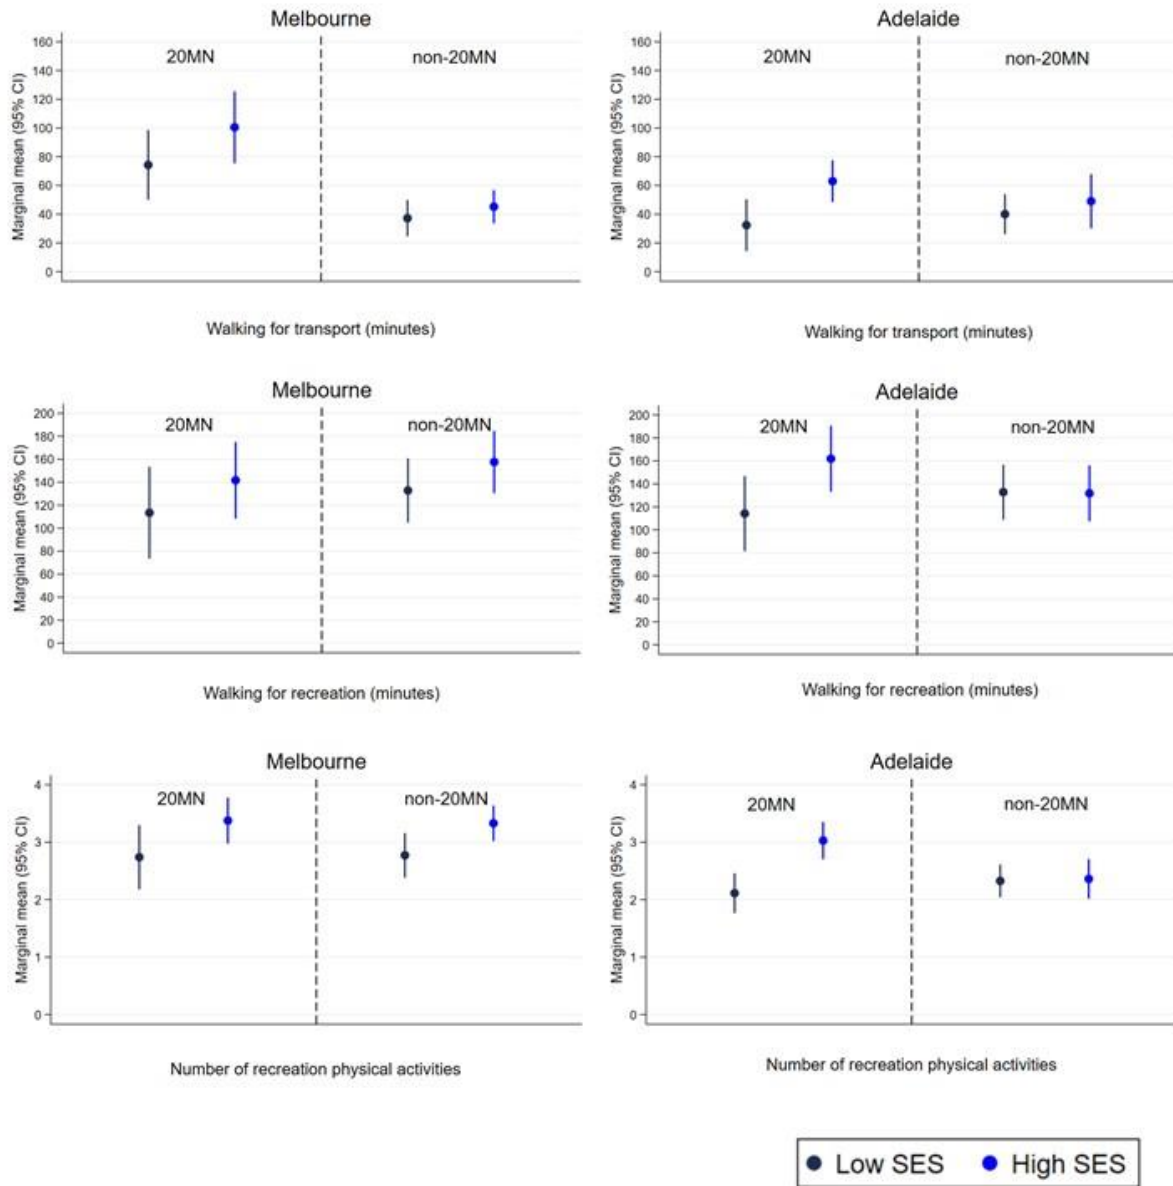 Melbourne
Marginal mean (95% CI)
160
140
120
100
80
60
40
20
0
20MN
non-20MN
Walking for transport (minutes)
Adelaide
Marginal mean (95% CI)
160
140
120
100
80
60
40
20
0
20MN
non-20MN
Walking for transport (minutes)
Melbourne
Marginal mean (95% CI)
200
180
160
140
120
100
80
60
40
20
0
20MN
non-20MN
Walking for recreation (minutes)
Adelaide
Marginal mean (95% CI)
200
180
160
140
120
100
80
60
40
20
0
20MN
non-20MN
Walking for recreation (minutes)
Melbourne
Marginal mean (95% CI)
4
3
2
1
0
20MN
non-20MN
Number of recreation physical activities
Adelaide
Marginal mean (95% CI)
4
3
2
1
0
20MN
non-20MN
Number of recreation physical activities
Low SES
High SES